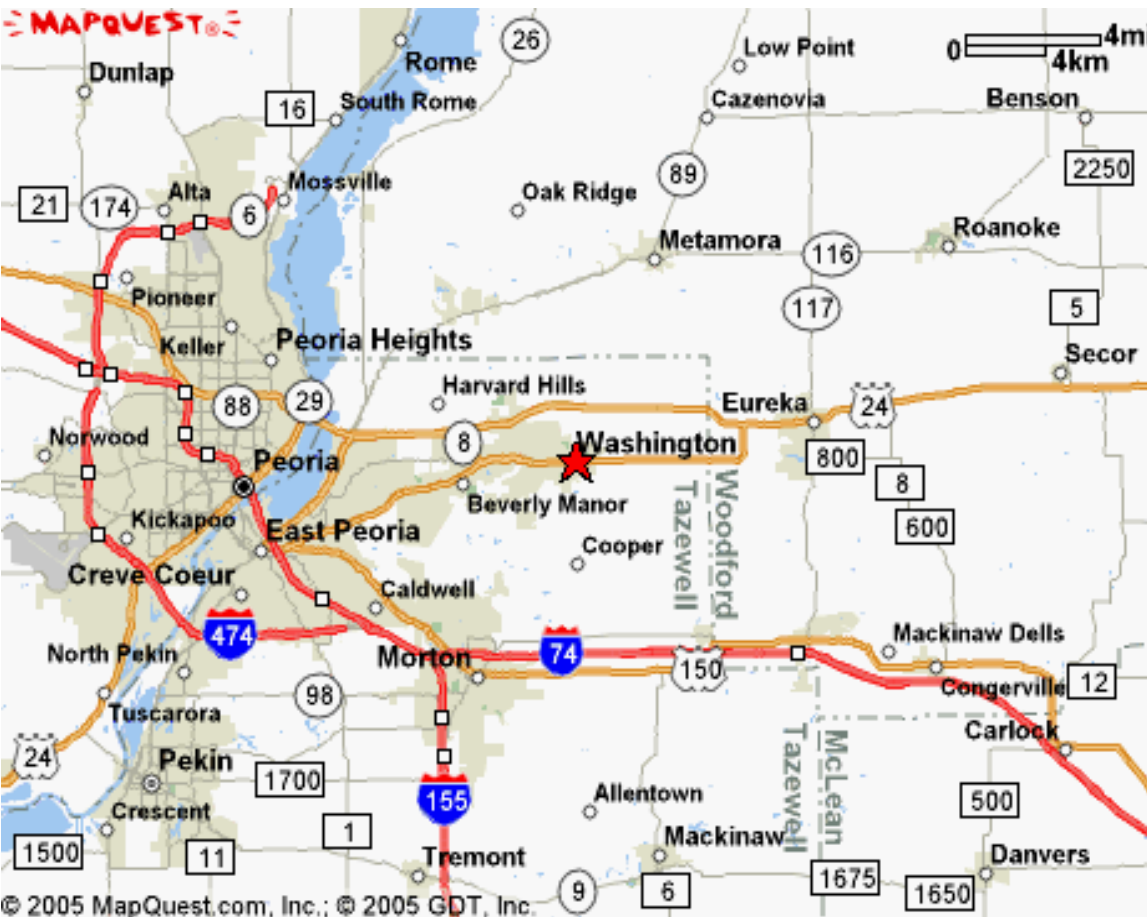 MAPQUEST®
26
Low Point
0 4mi
4km
Dunlap
Rome
16
South Rome
Cazenovia
Benson
2250
89
21
174
Alta
6
Mossville
Oak Ridge
Metamora
116
Roanoke
117
Pioneer
5
Keller
Peoria Heights
Secor
Harvard Hills
88
29
Eureka
24
8
Washington
Norwood
Peoria
800
8
Beverly Manor
Woodford
Tazewell
600
Kickapoo
East Peoria
Cooper
Creve Coeur
Caldwell
474
74
Mackinaw Dells
North Pekin
Morton
150
98
Congerville
12
Tuscarora
Carlock
24
Pekin
1700
155
Tazewell
McLean
Allentown
500
Crescent
1
Mackinaw
1500
11
Tremont
Danvers
9
6
1675
1650
© 2005 MapQuest.com, Inc.; © 2005 GDT, Inc.